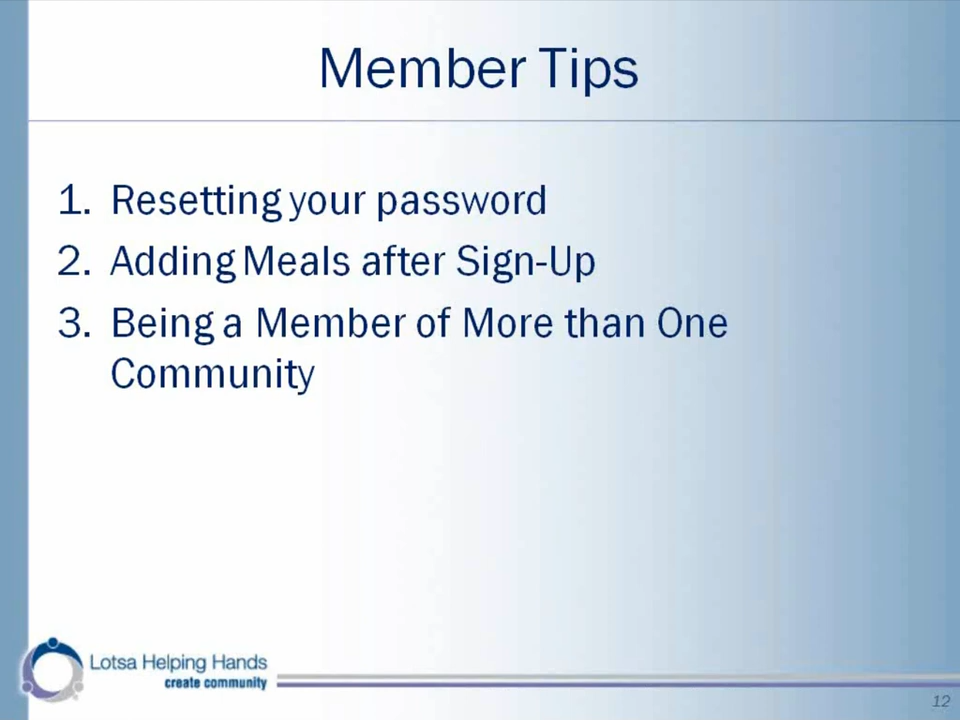 Member Tips
1. Resetting your password
2. Adding Meals after Sign-Up
3. Being a Member of More than One
Community
Lotsa Helping Hands
create community
12